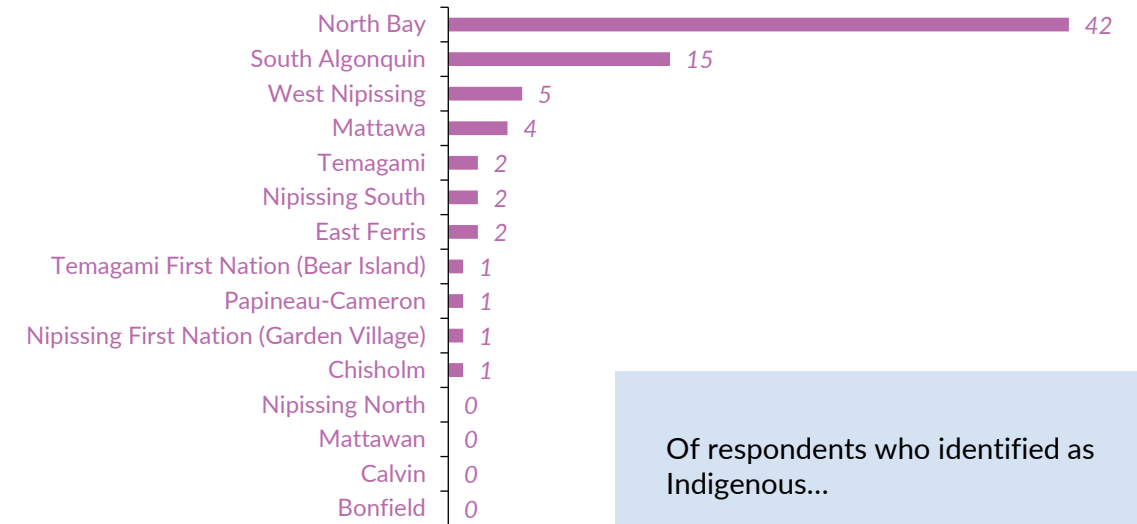 North Bay 42
South Algonquin 15
West Nipissing 5
Mattawa 4
Temagami 2
Nipissing South 2
East Ferris 2
Temagami First Nation (Bear Island) 1
Papineau-Cameron 1
Nipissing First Nation (Garden Village) 1
Chisholm 1
Nipissing North 0
Mattawan 0
Calvin 0
Bonfield 0
Of respondents who identified as
Indigenous...